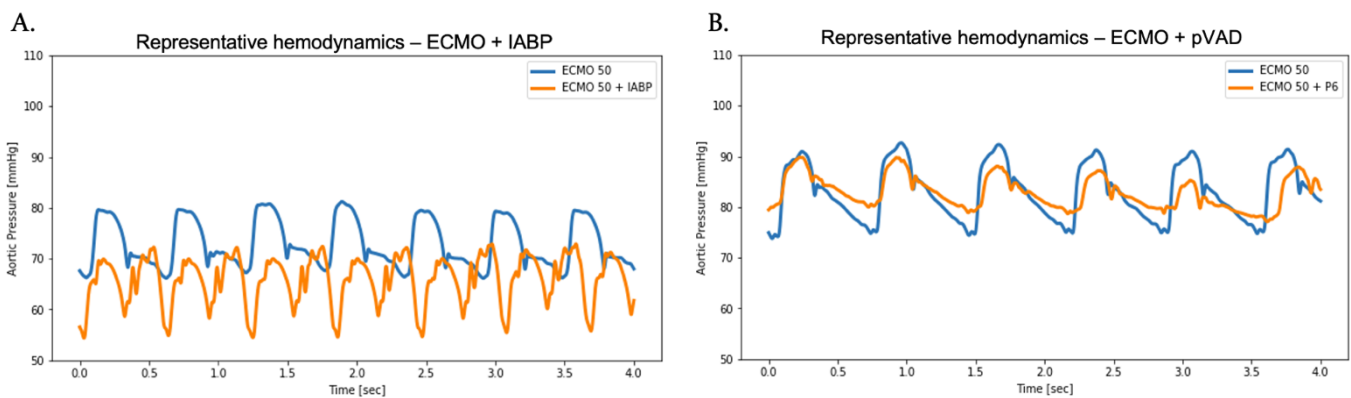 A.
Representative hemodynamics – ECMO + IABP
ECMO 50
ECMO 50 + IABP
Aortic Pressure [mmHg]
110
100
90
80
70
60
50
0.0 0.5 1.0 1.5 2.0 2.5 3.0 3.5 4.0
Time [sec]
B.
Representative hemodynamics – ECMO + pVAD
ECMO 50
ECMO 50 + P6
Aortic Pressure [mmHg]
110
100
90
80
70
60
50
0.0 0.5 1.0 1.5 2.0 2.5 3.0 3.5 4.0
Time [sec]